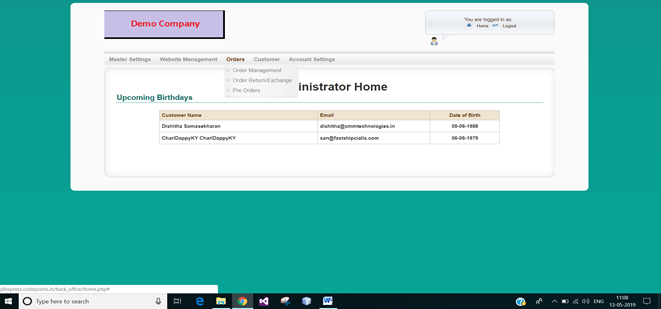 Demo Company
You are logged in as:
Home Logout
Master Settings Website Management Orders Customer Account Settings
Order Management
Order Return/Exchange
Pre Orders
inistrator Home
Upcoming Birthdays
Customer Name Email Date of Birth
Dishitha Somasekharan dishitha@cmmtechnologies.in 05-06-1988
CharlDappyKY CharlDappyKY san@fastshipcialis.com 06-06-1979
Type here to search
ENG
11:08
13-05-2019